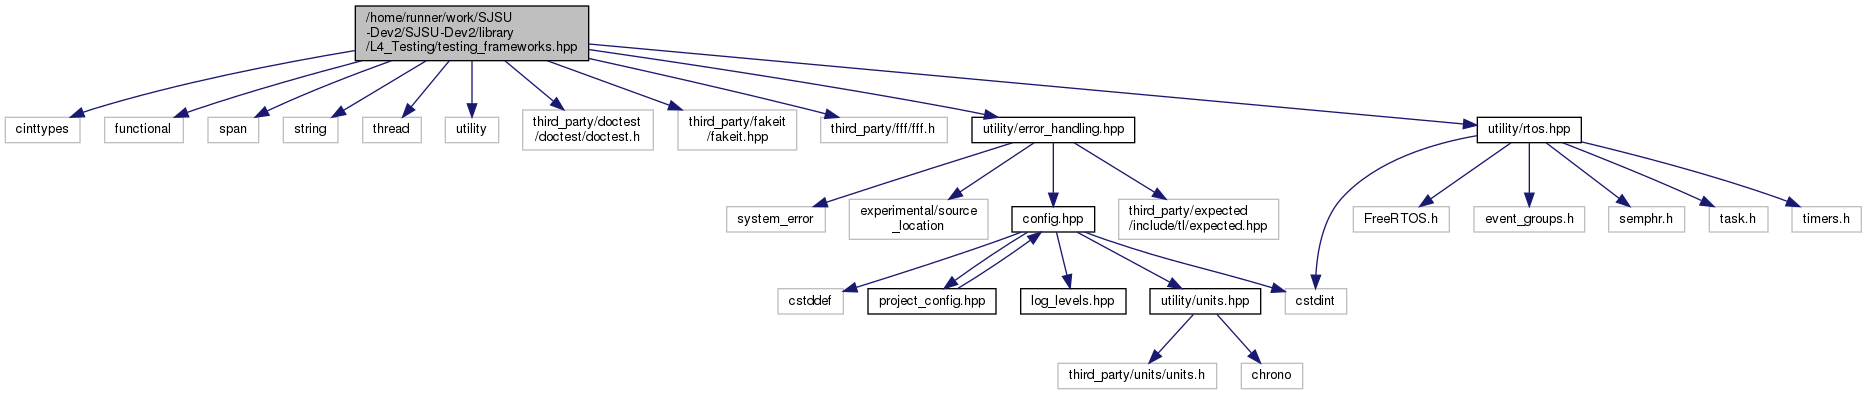 /home/runner/work/SJSU
-Dev2/SJSU-Dev2/library
/L4_Testing/testing_frameworks.hpp
cinttypes
functional
span
string
thread
utility
third_party/doctest
/doctest/doctest.h
third_party/fakeit
/fakeit.hpp
third_party/fff/fff.h
utility/error_handling.hpp
utility/rtos.hpp
system_error
experimental/source
_location
config.hpp
third_party/expected
/include/tl/expected.hpp
FreeRTOS.h
event_groups.h
semphr.h
task.h
timers.h
cstddef
project_config.hpp
log_levels.hpp
utility/units.hpp
cstdint
third_party/units/units.h
chrono